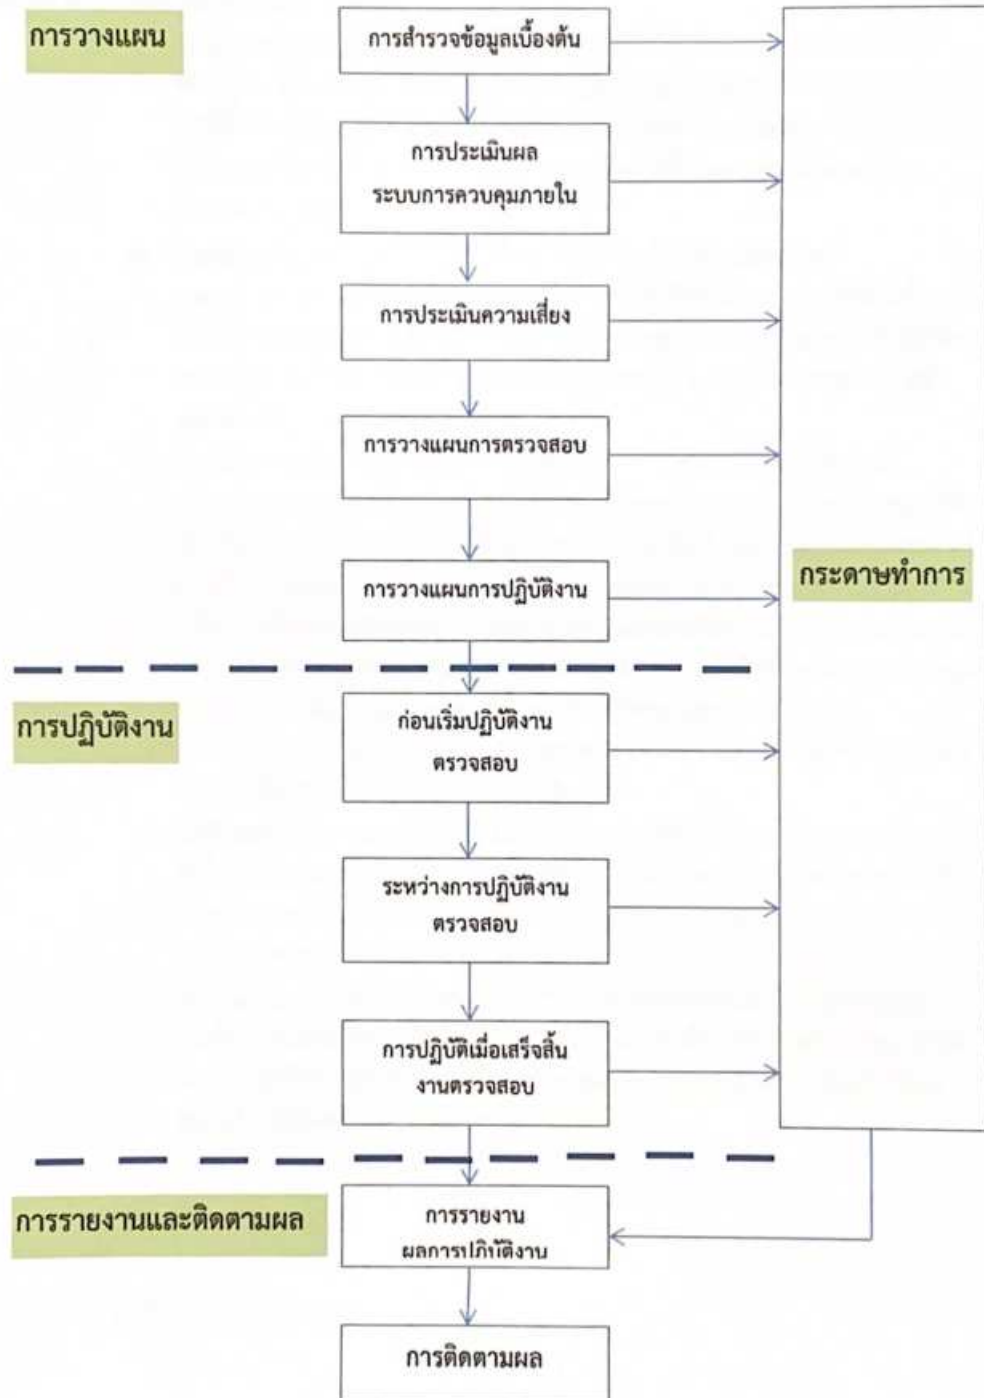 การวางแผน
การสำรวจข้อมูลเบื้องต้น
การประเมินผล
ระบบการควบคุมภายใน
การประเมินความเสี่ยง
การวางแผนการตรวจสอบ
การวางแผนการปฏิบัติงาน
กระดาษทำการ
การปฏิบัติงาน
ก่อนเริ่มปฏิบัติงาน
ตรวจสอบ
ระหว่างการปฏิบัติงาน
ตรวจสอบ
การปฏิบัติเมื่อเสร็จสิ้น
งานตรวจสอบ
การรายงานและติดตามผล
การรายงาน
ผลการปฏิบัติงาน
การติดตามผล